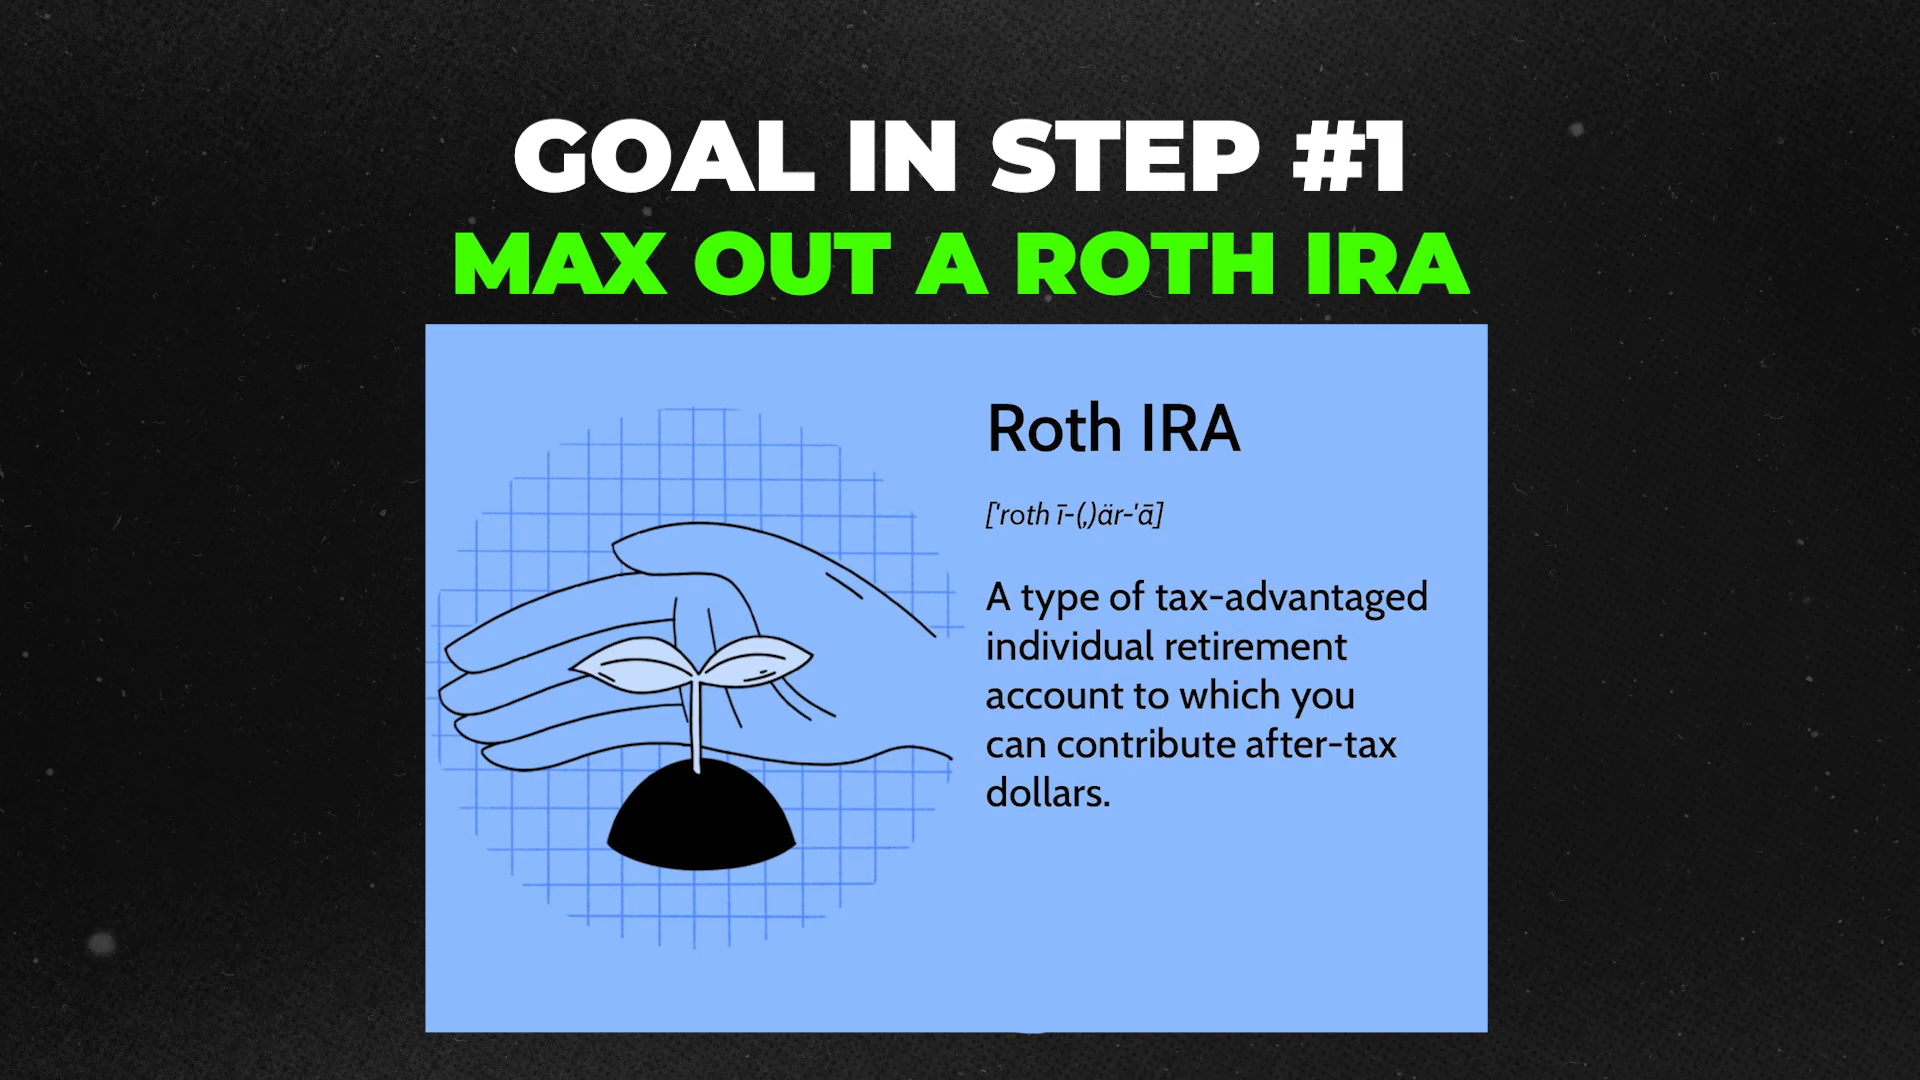 GOAL IN STEP #1
MAX OUT A ROTH IRA
Roth IRA
['roth ī-(,)är-'ā]
A type of tax-advantaged
individual retirement
account to which you
can contribute after-tax
dollars.